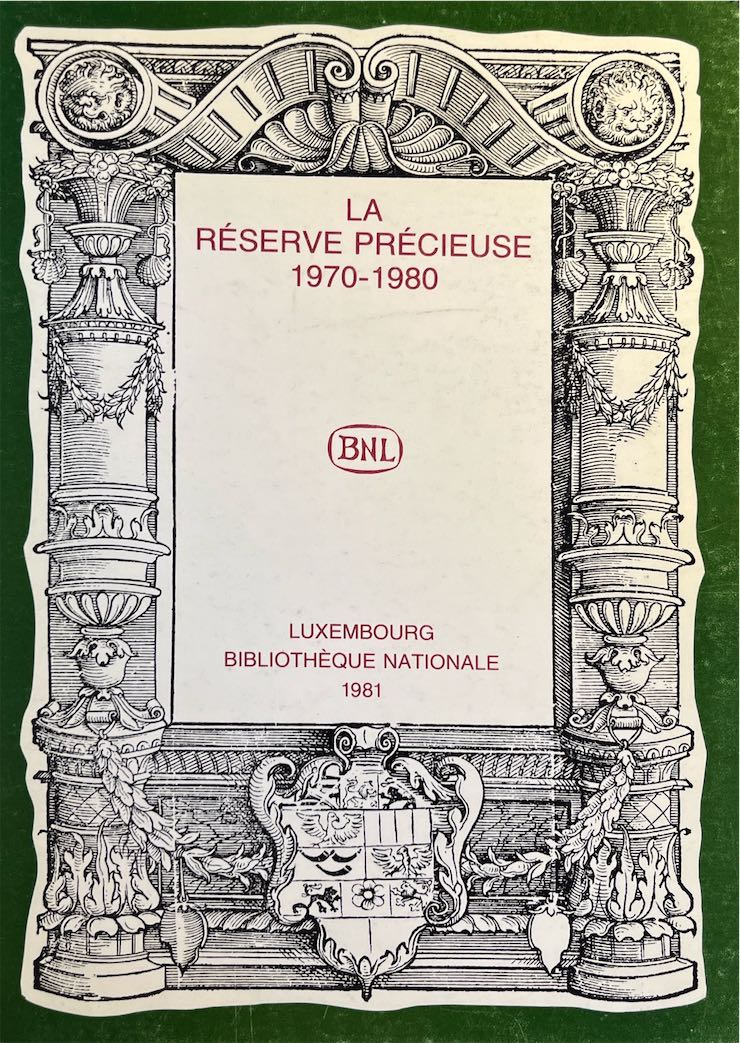 LA
RÉSERVE PRÉCIEUSE
1970-1980
BNL
LUXEMBOURG
BIBLIOTHÈQUE NATIONALE
1981